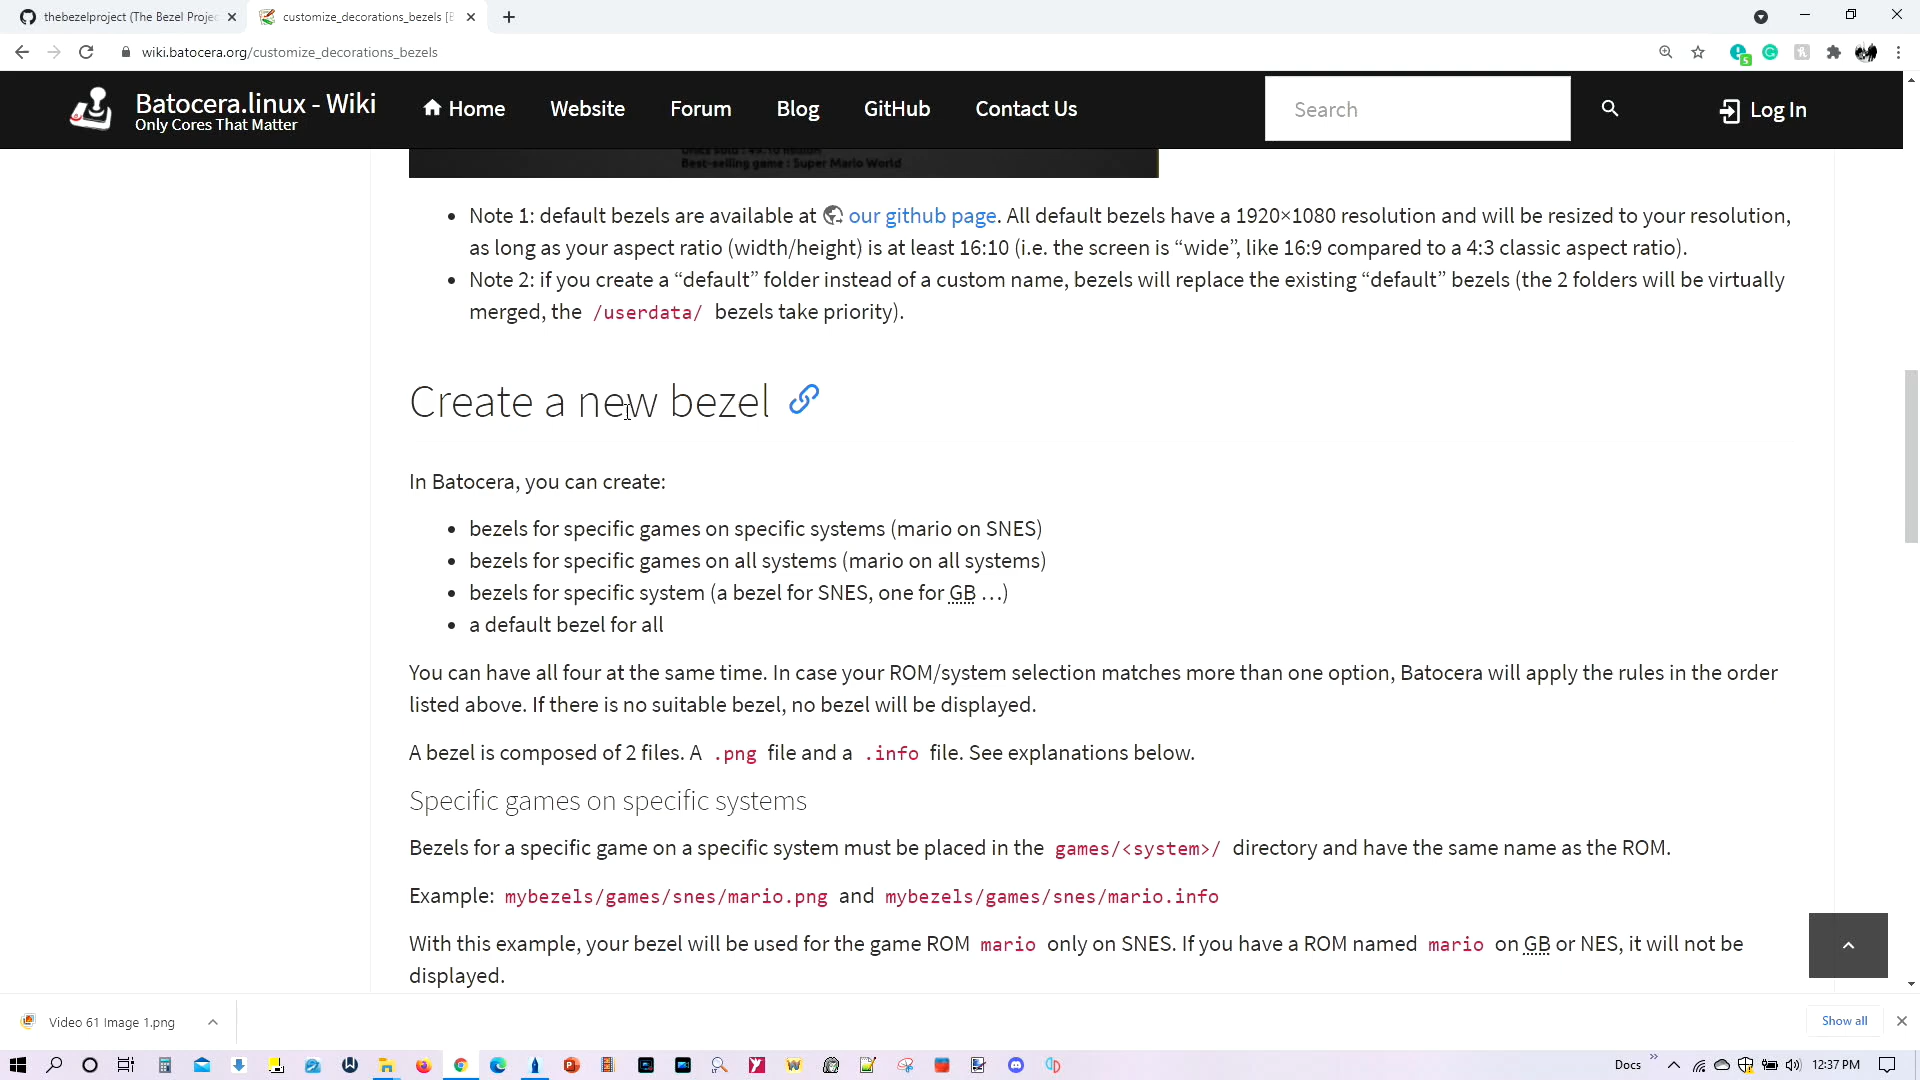 thebezelproject (The Bezel Projec
customize_decorations_bezels [B
wiki.batocera.org/customize_decorations_bezels
5
Batocera.linux - Wiki
Only Cores That Matter
Home
Website
Forum
Blog
GitHub
Contact Us
Search
Log In
Units sold : 49.10 million
Best-selling game : Super Mario World
• Note 1: default bezels are available at our github page. All default bezels have a 1920×1080 resolution and will be resized to your resolution,
as long as your aspect ratio (width/height) is at least 16:10 (i.e. the screen is “wide”, like 16:9 compared to a 4:3 classic aspect ratio).
• Note 2: if you create a “default” folder instead of a custom name, bezels will replace the existing “default” bezels (the 2 folders will be virtually
merged, the /userdata/ bezels take priority).
Create a new bezel
In Batocera, you can create:
• bezels for specific games on specific systems (mario on SNES)
• bezels for specific games on all systems (mario on all systems)
• bezels for specific system (a bezel for SNES, one for GB …)
• a default bezel for all
You can have all four at the same time. In case your ROM/system selection matches more than one option, Batocera will apply the rules in the order
listed above. If there is no suitable bezel, no bezel will be displayed.
A bezel is composed of 2 files. A .png file and a .info file. See explanations below.
Specific games on specific systems
Bezels for a specific game on a specific system must be placed in the games/<system>/ directory and have the same name as the ROM.
Example: mybezels/games/snes/mario.png and mybezels/games/snes/mario.info
With this example, your bezel will be used for the game ROM mario only on SNES. If you have a ROM named mario on GB or NES, it will not be
displayed.
Video 61 Image 1.png
Show all
Docs
12:37 PM